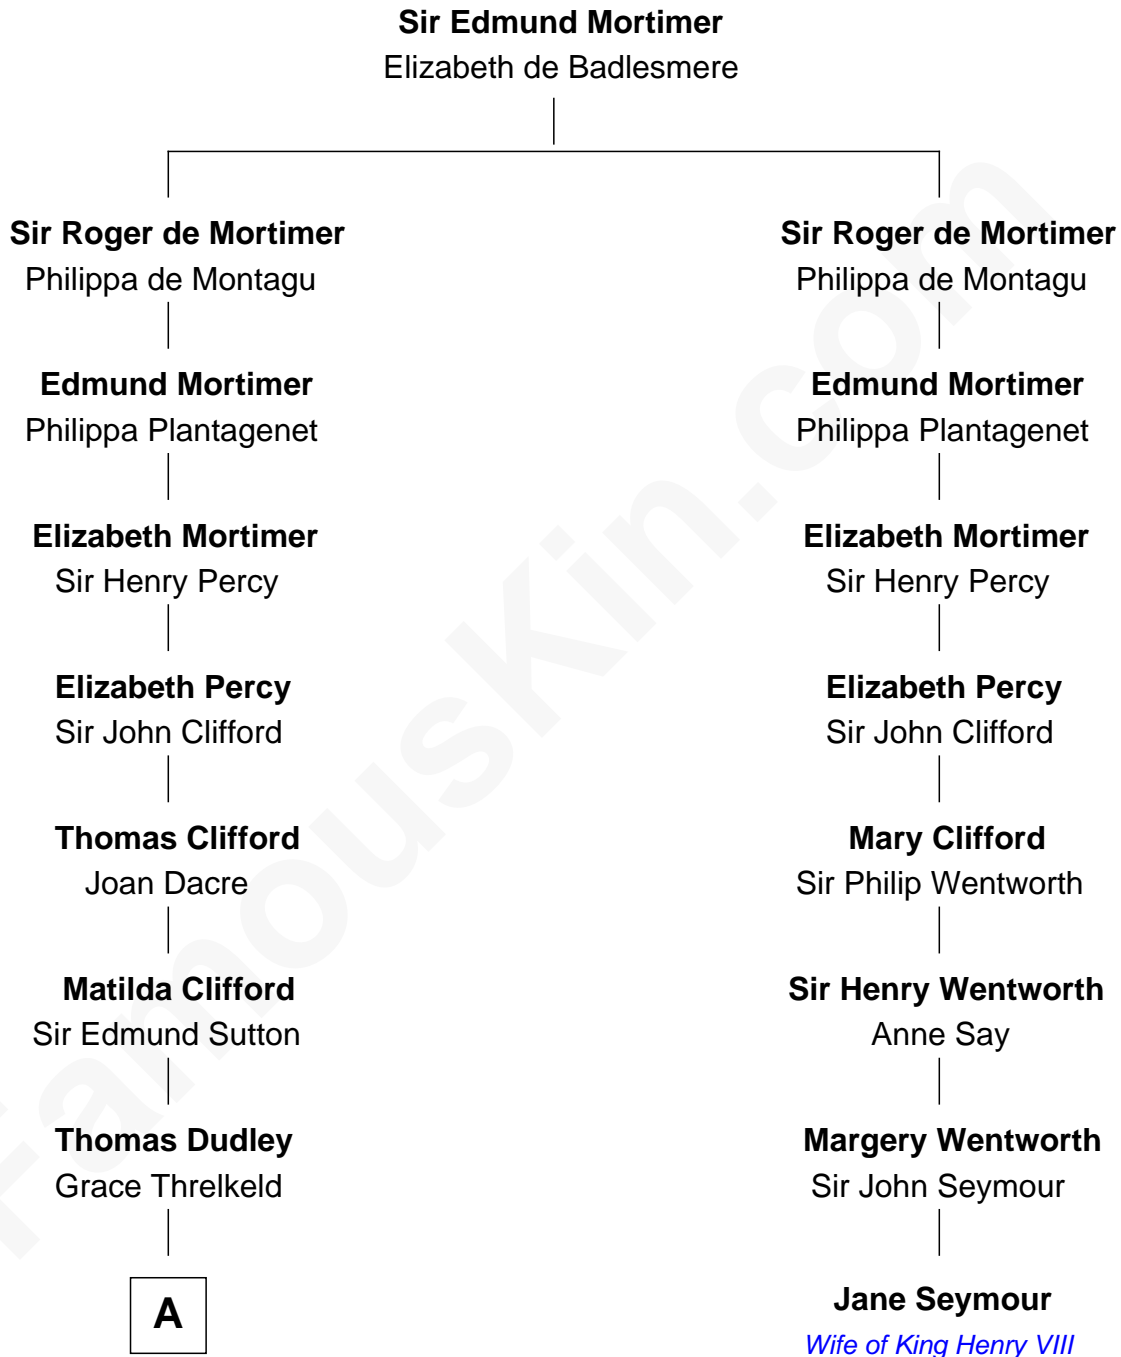 Sir Edmund Mortimer
Elizabeth de Badlesmere
Sir Roger de Mortimer
Philippa de Montagu
Sir Roger de Mortimer
Philippa de Montagu
Edmund Mortimer
Philippa Plantagenet
Edmund Mortimer
Philippa Plantagenet
Elizabeth Mortimer
Sir Henry Percy
Elizabeth Mortimer
Sir Henry Percy
Elizabeth Percy
Sir John Clifford
Elizabeth Percy
Sir John Clifford
Thomas Clifford
Joan Dacre
Mary Clifford
Sir Philip Wentworth
Matilda Clifford
Sir Edmund Sutton
Sir Henry Wentworth
Anne Say
Thomas Dudley
Grace Threlkeld
Margery Wentworth
Sir John Seymour
A
Jane Seymour
Wife of King Henry VIII
FamousKin.com